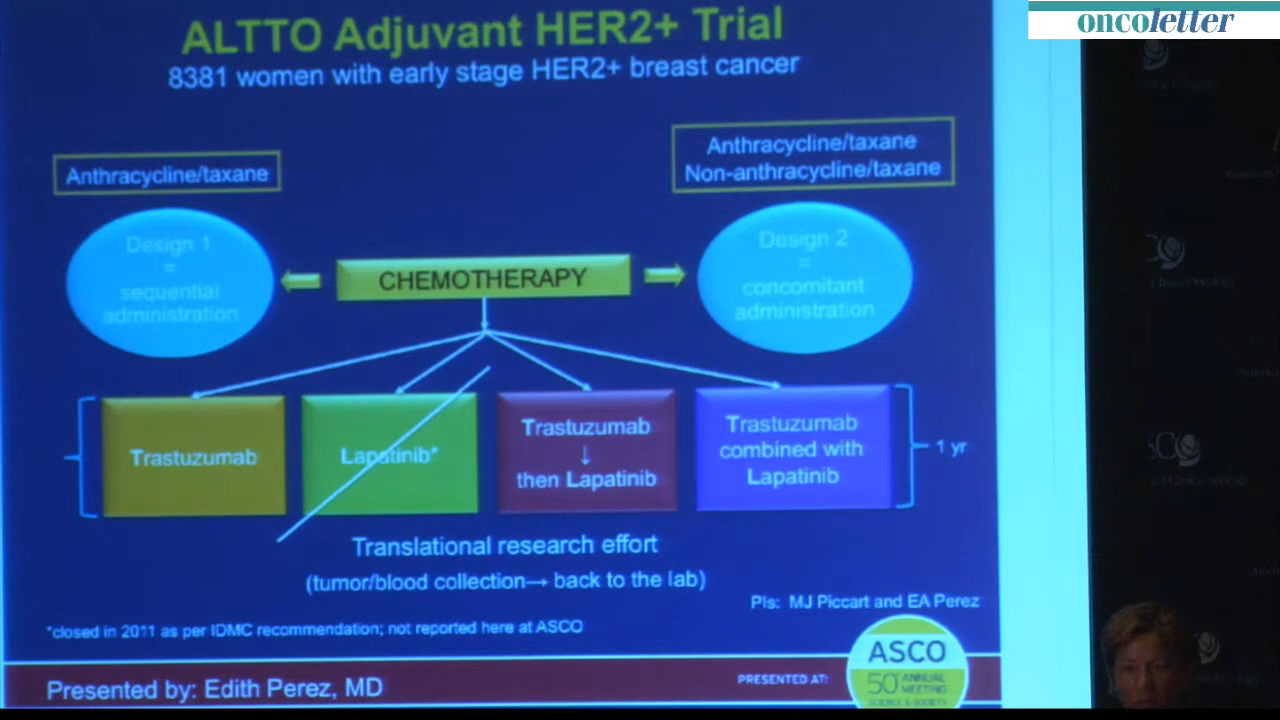 oncoletter
ALTTO Adjuvant HER2+ Trial
8381 women with early stage HER2+ breast cancer
Anthracycline/taxane
Anthracycline/taxane
Non-anthracycline/taxane
Design 1
=
sequential
administration
CHEMOTHERAPY
Design 2
=
concomitant
administration
Trastuzumab
Lapatinib*
Trastuzumab
↓
then Lapatinib
Trastuzumab
combined with
Lapatinib
1 yr
Translational research effort
(tumor/blood collection→ back to the lab)
PIs: MJ Piccart and EA Perez
*closed in 2011 as per IDMC recommendation; not reported here at ASCO
Presented by: Edith Perez, MD
PRESENTED AT:
ASCO
50 ANNUAL
MEETING
SCIENCE & SOCIETY